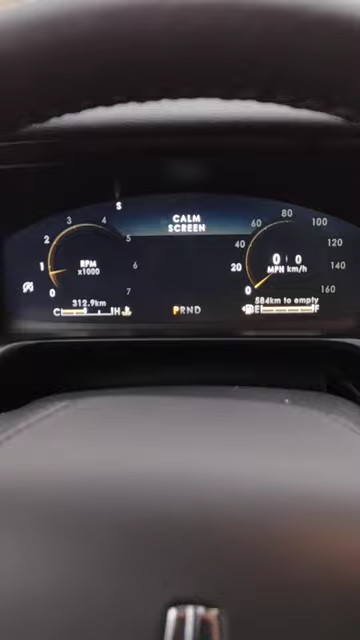 S
CALM
SCREEN
0
1
2
3
4
5
6
7
RPM
x1000
0
20
40
60
80
100
120
140
160
0 0
MPH km/h
312.9km
C H
PRND
584km to empty
E F